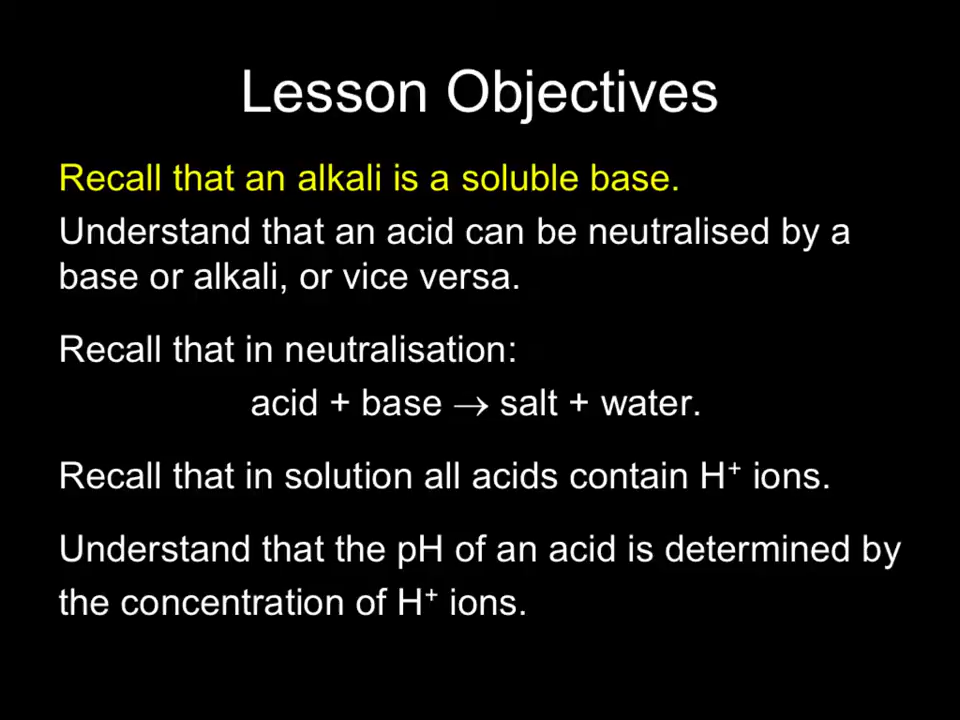 Lesson Objectives
Recall that an alkali is a soluble base.
Understand that an acid can be neutralised by a
base or alkali, or vice versa.
Recall that in neutralisation:
acid + base → salt + water.
Recall that in solution all acids contain H⁺ ions.
Understand that the pH of an acid is determined by
the concentration of H⁺ ions.